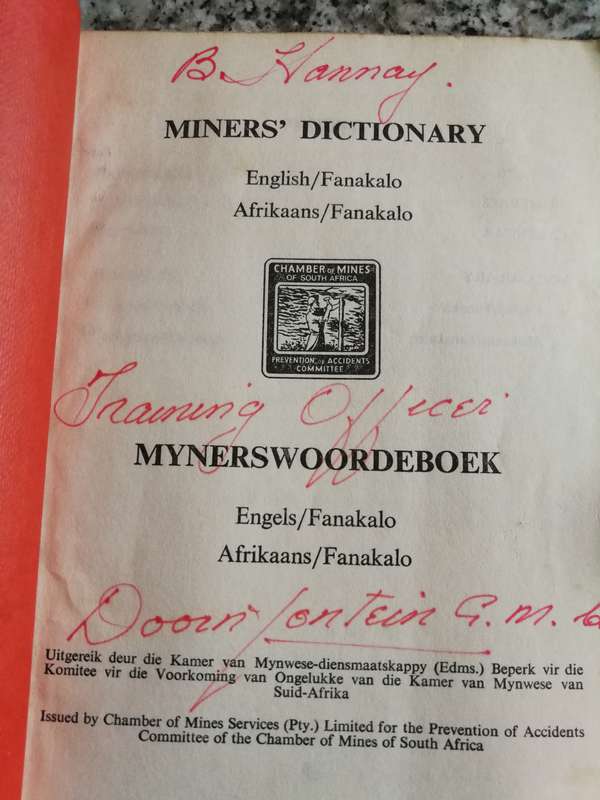 B. Hannay.
MINERS' DICTIONARY
English/Fanakalo
Afrikaans/Fanakalo
CHAMBER OF MINES
OF SOUTH AFRICA
PREVENTION OF ACCIDENTS
COMMITTEE
Training Officer
MYNERSWOORDEBOEK
Engels/Fanakalo
Afrikaans/Fanakalo
Doornfontein G. M.
Uitgereik deur die Kamer van Mynwese-diensmaatskappy (Edms.) Beperk vir die
Komitee vir die Voorkoming van Ongelukke van die Kamer van Mynwese van
Suid-Afrika
Issued by Chamber of Mines Services (Pty.) Limited for the Prevention of Accidents
Committee of the Chamber of Mines of South Africa